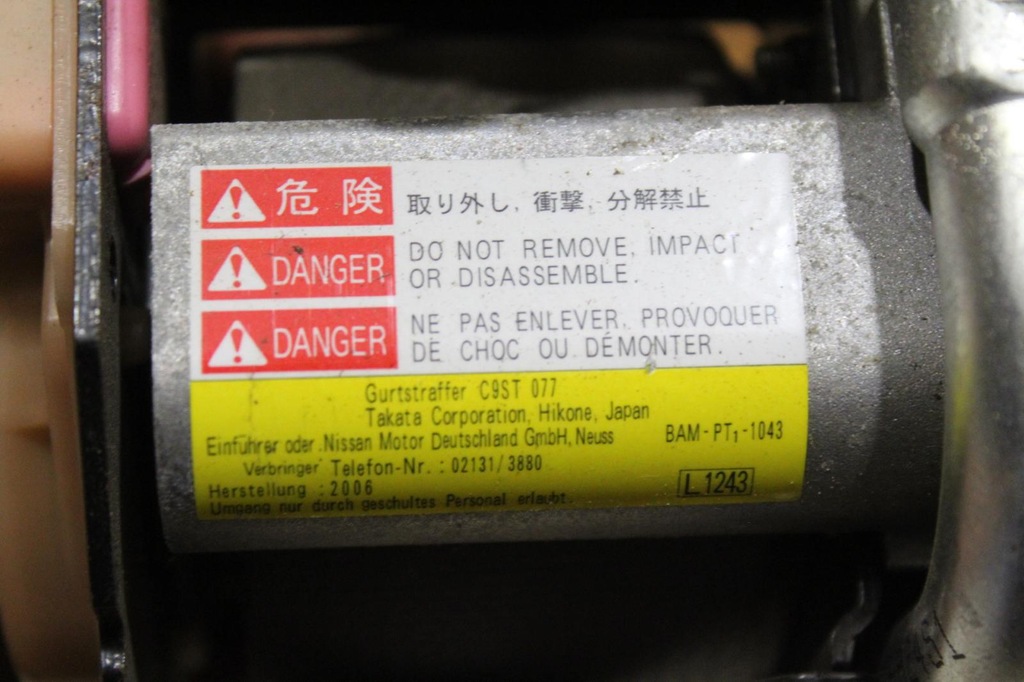 危険 取り外し, 衝撃, 分解禁止
DANGER DO NOT REMOVE, IMPACT
OR DISASSEMBLE.
DANGER NE PAS ENLEVER, PROVOQUER
DE CHOC OU DÉMONTER.
Gurtstraffer C9ST 077
Takata Corporation, Hikone, Japan
Einführer oder Nissan Motor Deutschland GmbH, Neuss BAM-PT₁-1043
Verbringer Telefon-Nr.: 02131/3880
Herstellung : 2006 L1243
Umgang nur durch geschultes Personal erlaubt.